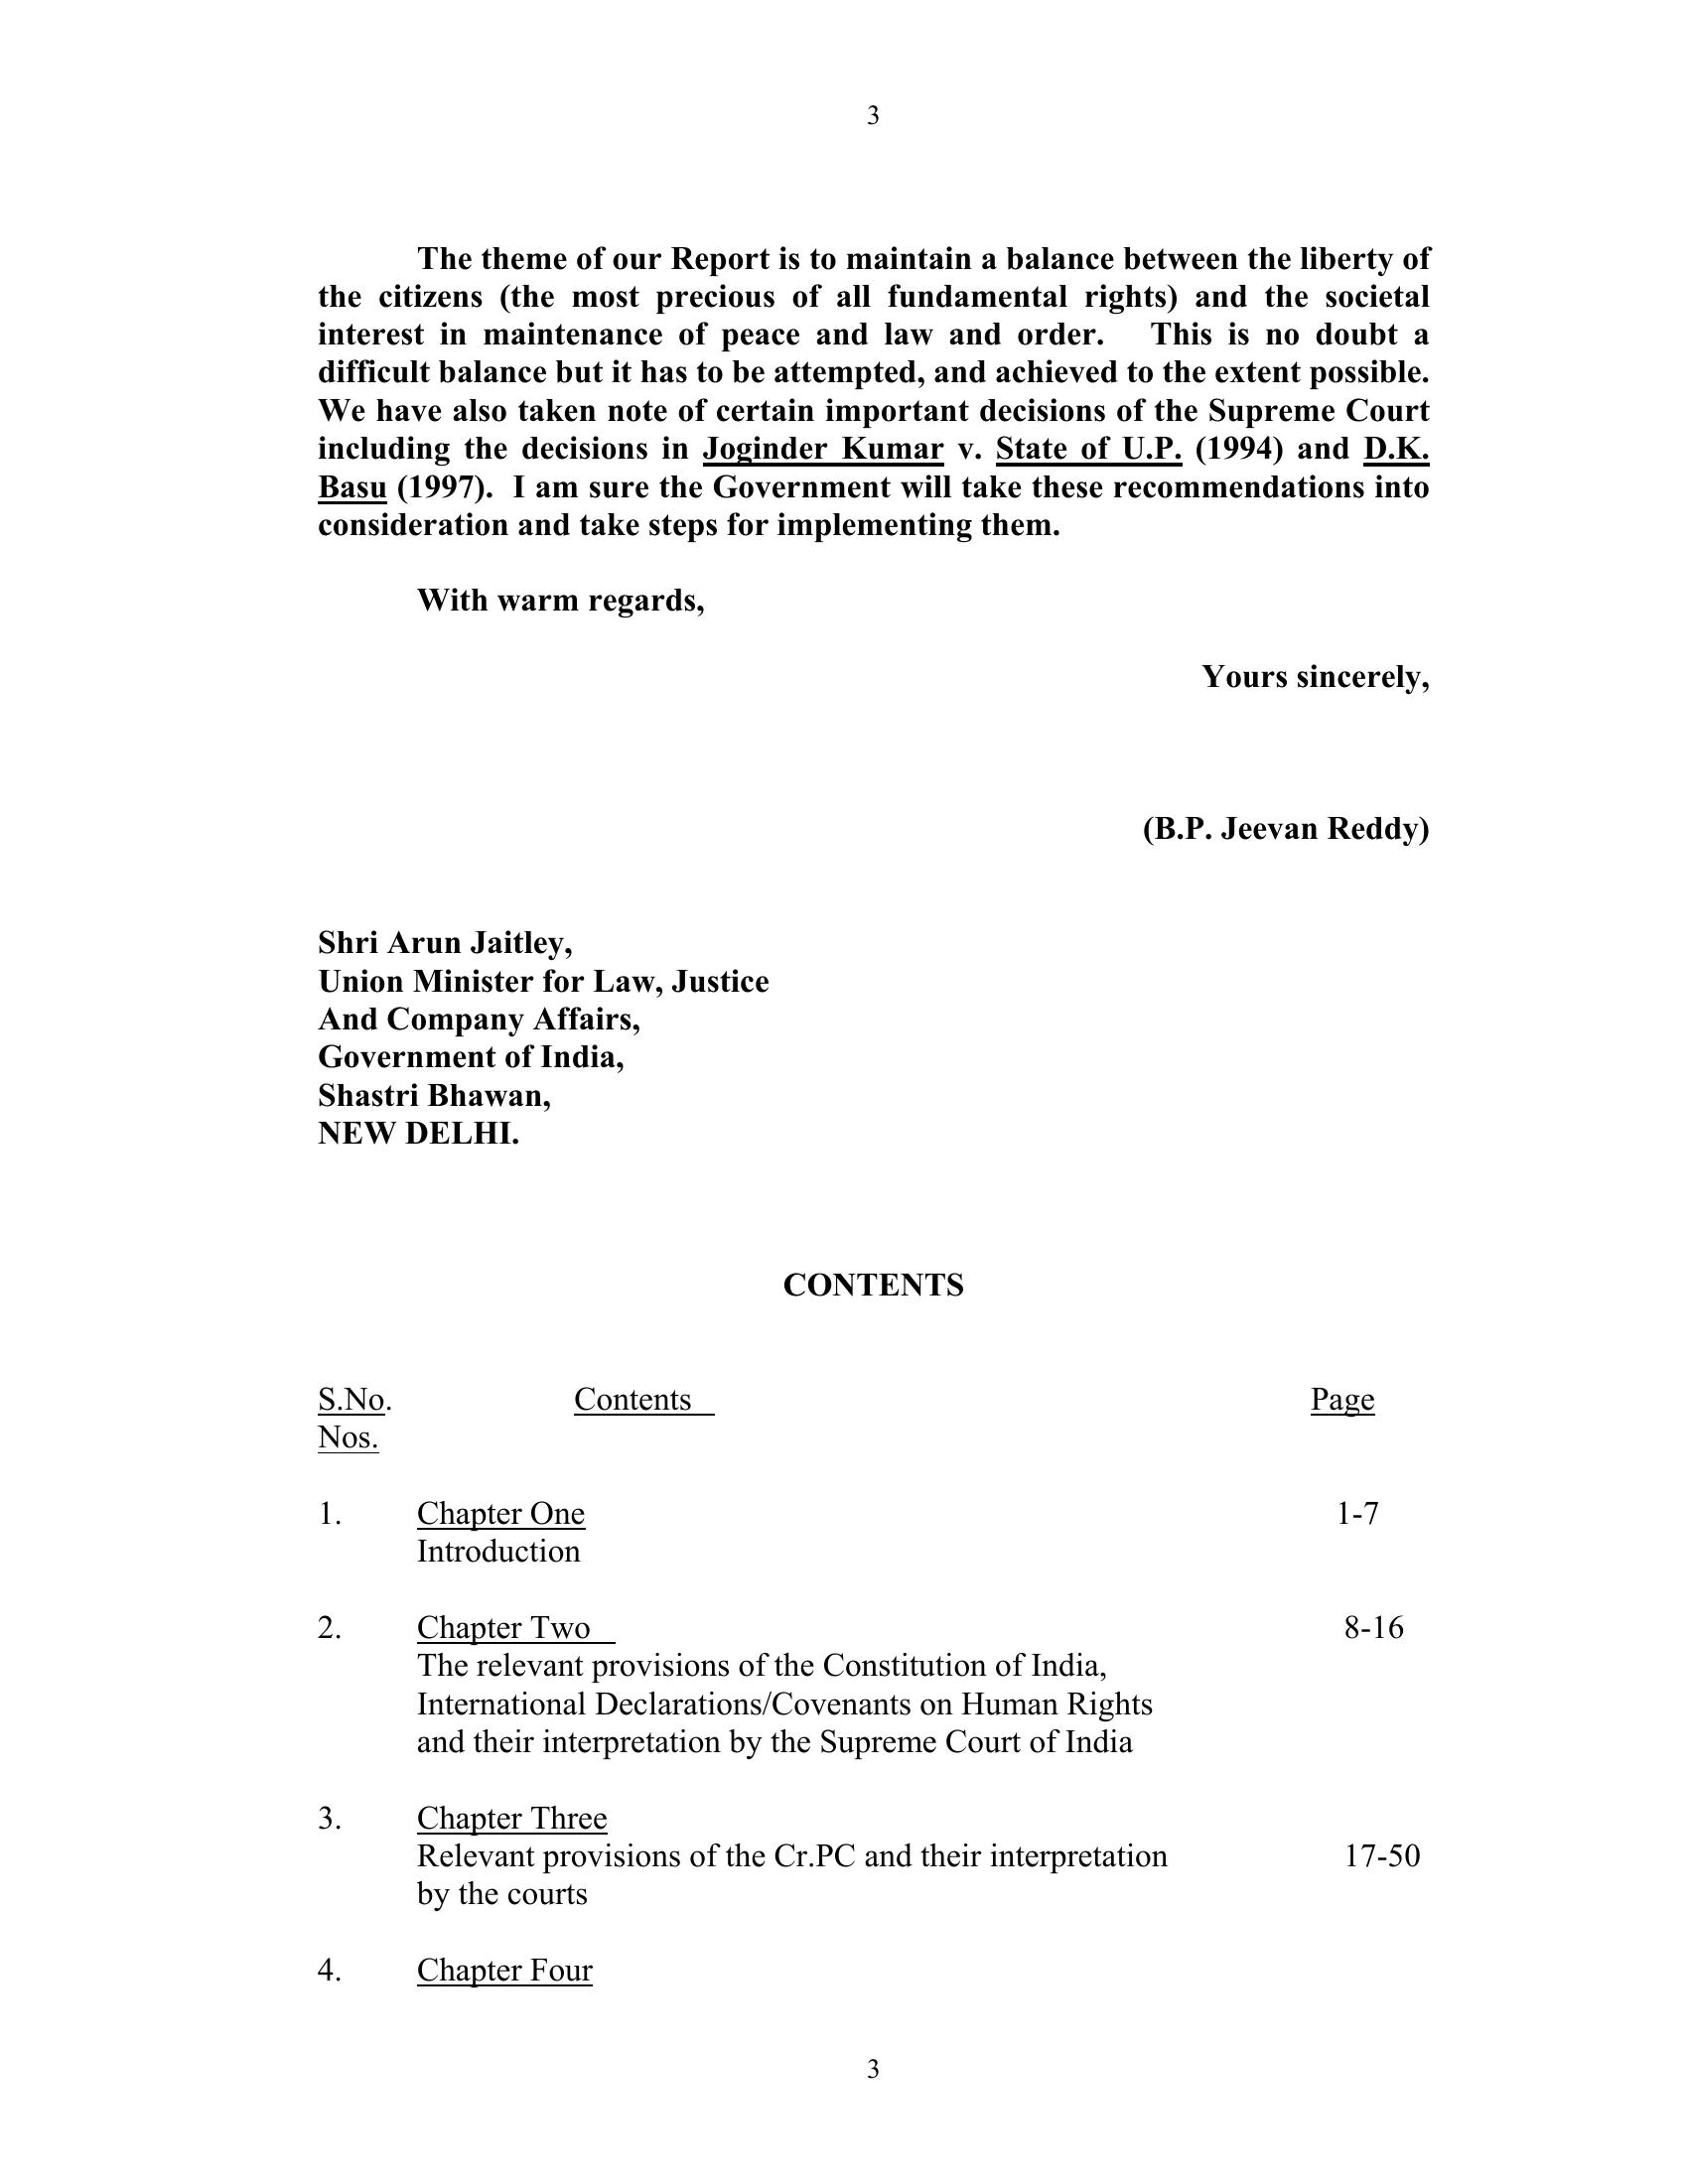 3
The theme of our Report is to maintain a balance between the liberty of
the citizens (the most precious of all fundamental rights) and the societal
interest in maintenance of peace and law and order. This is no doubt a
difficult balance but it has to be attempted, and achieved to the extent possible.
We have also taken note of certain important decisions of the Supreme Court
including the decisions in Joginder Kumar v. State of U.P. (1994) and D.K.
Basu (1997). I am sure the Government will take these recommendations into
consideration and take steps for implementing them.
With warm regards,
Yours sincerely,
(B.P. Jeevan Reddy)
Shri Arun Jaitley,
Union Minister for Law, Justice
And Company Affairs,
Government of India,
Shastri Bhawan,
NEW DELHI.
CONTENTS
S.No. Contents Page
Nos.
1. Chapter One 1-7
Introduction
2. Chapter Two 8-16
The relevant provisions of the Constitution of India,
International Declarations/Covenants on Human Rights
and their interpretation by the Supreme Court of India
3. Chapter Three
Relevant provisions of the Cr.PC and their interpretation 17-50
by the courts
4. Chapter Four
3